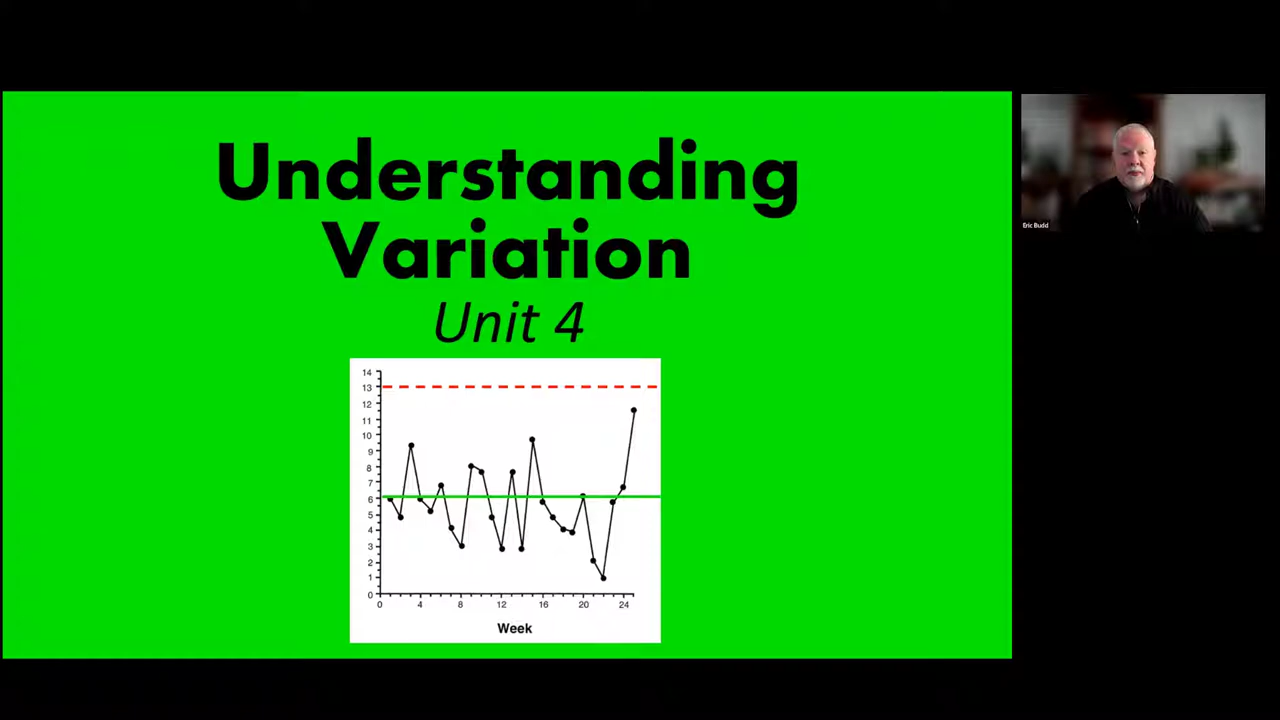 Understanding
Variation
Unit 4
14
13
12
11
10
9
8
7
6
5
4
3
2
1
0
0 4 8 12 16 20 24
Week
Eric Budd